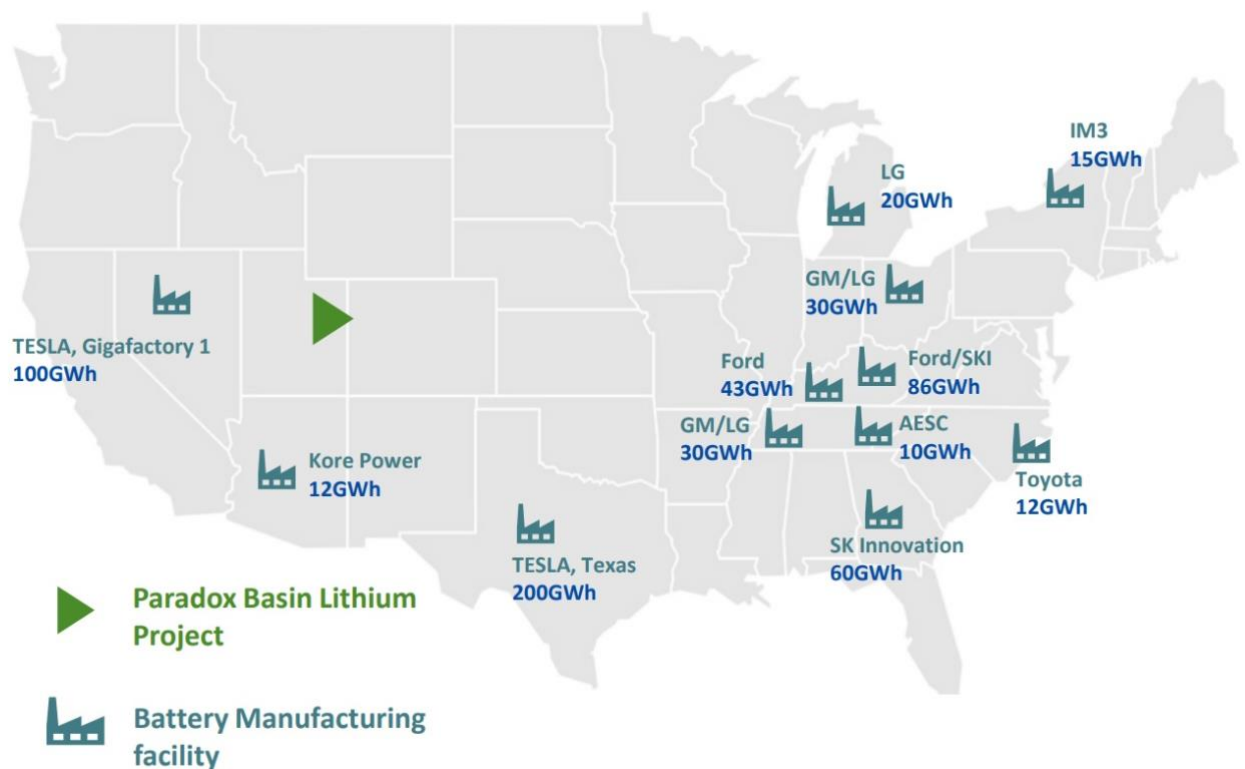 IM3
15GWh
LG
20GWh
GM/LG
30GWh
TESLA, Gigafactory 1
100GWh
Ford
43GWh
Ford/SKI
86GWh
GM/LG
30GWh
AESC
10GWh
Kore Power
12GWh
Toyota
12GWh
TESLA, Texas
200GWh
SK Innovation
60GWh
Paradox Basin Lithium
Project
Battery Manufacturing
facility